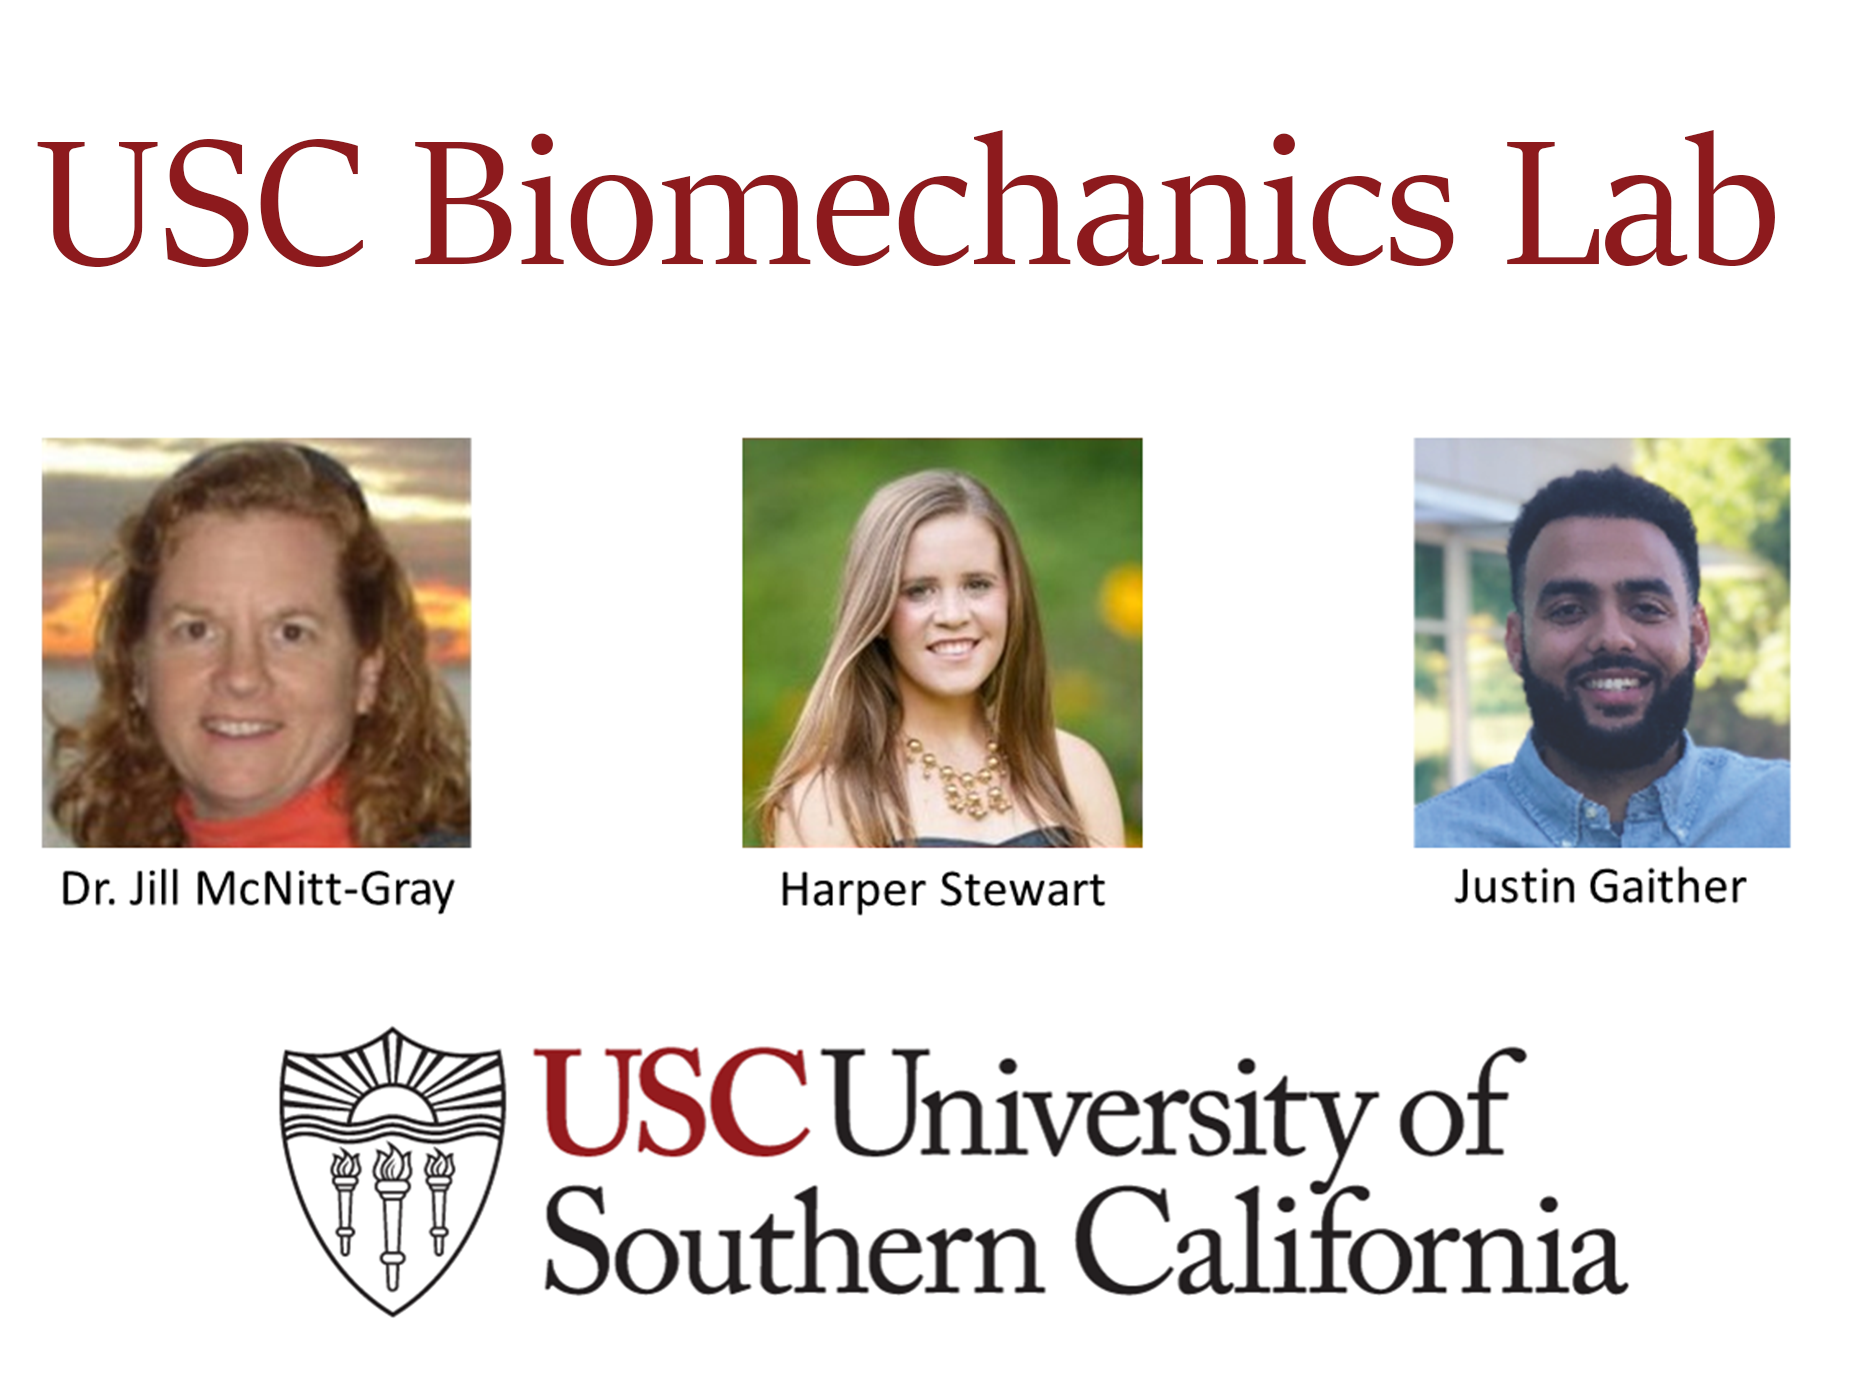 USC Biomechanics Lab
Dr. Jill McNitt-Gray
Harper Stewart
Justin Gaither
USC University of
Southern California